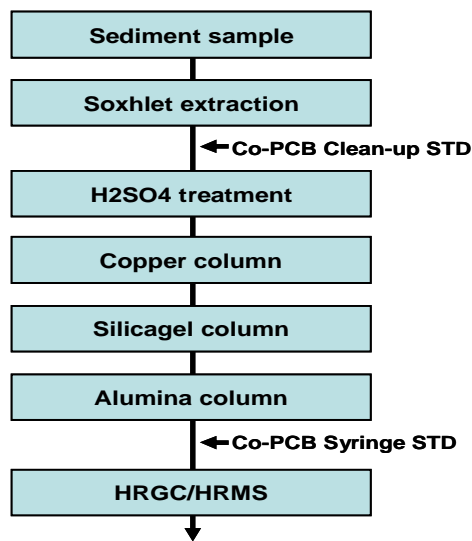 Sediment sample
Soxhlet extraction
Co-PCB Clean-up STD
H2SO4 treatment
Copper column
Silicagel column
Alumina column
Co-PCB Syringe STD
HRGC/HRMS